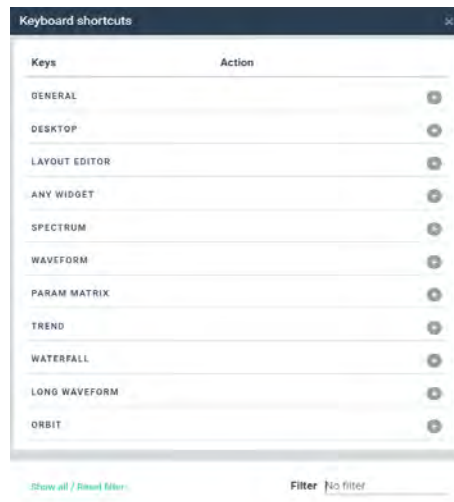 Keyboard shortcuts ×
Keys Action
GENERAL
DESKTOP
LAYOUT EDITOR
ANY WIDGET
SPECTRUM
WAVEFORM
PARAM MATRIX
TREND
WATERFALL
LONG WAVEFORM
ORBIT
Show all / Reset filter Filter No filter